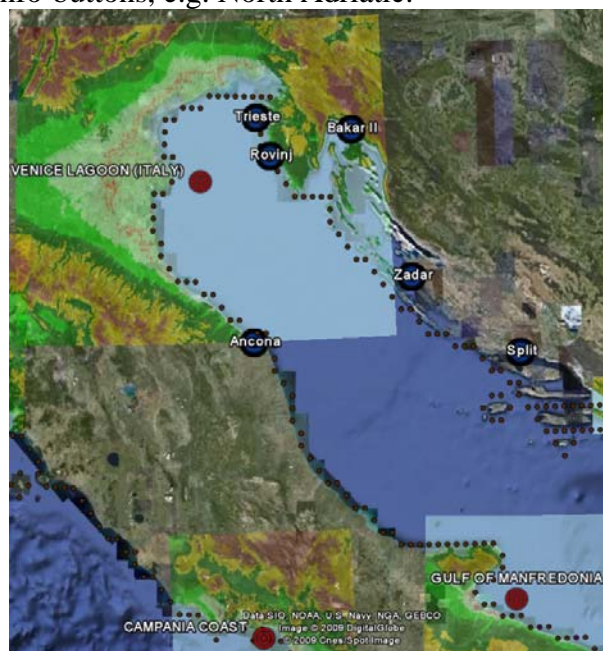 info-buttons, e.g. North Adriatic.
Trieste
Bakar II
Rovinj
VENICE LAGOON (ITALY)
Zadar
Ancona
Split
GULF OF MANFREDONIA
Data SIO, NOAA, U.S. Navy, NGA, GEBCO
CAMPANIA COAST
Image © 2009 DigitalGlobe
© 2009 Cnes/Spot Image